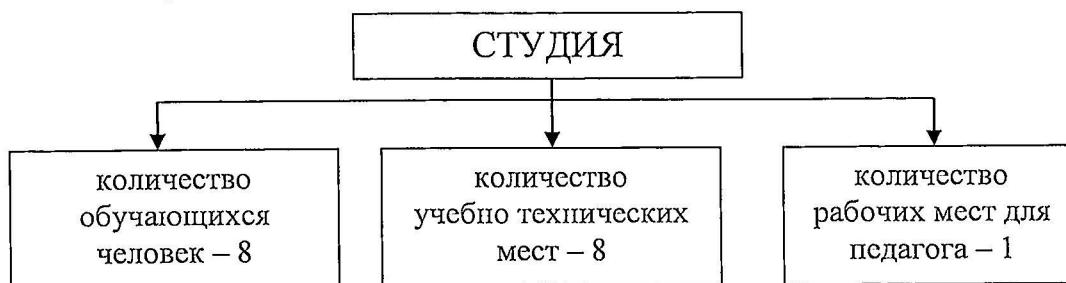 СТУДИЯ
количество
обучающихся
человек – 8
количество
учебно технических
мест – 8
количество
рабочих мест для
педагога – 1